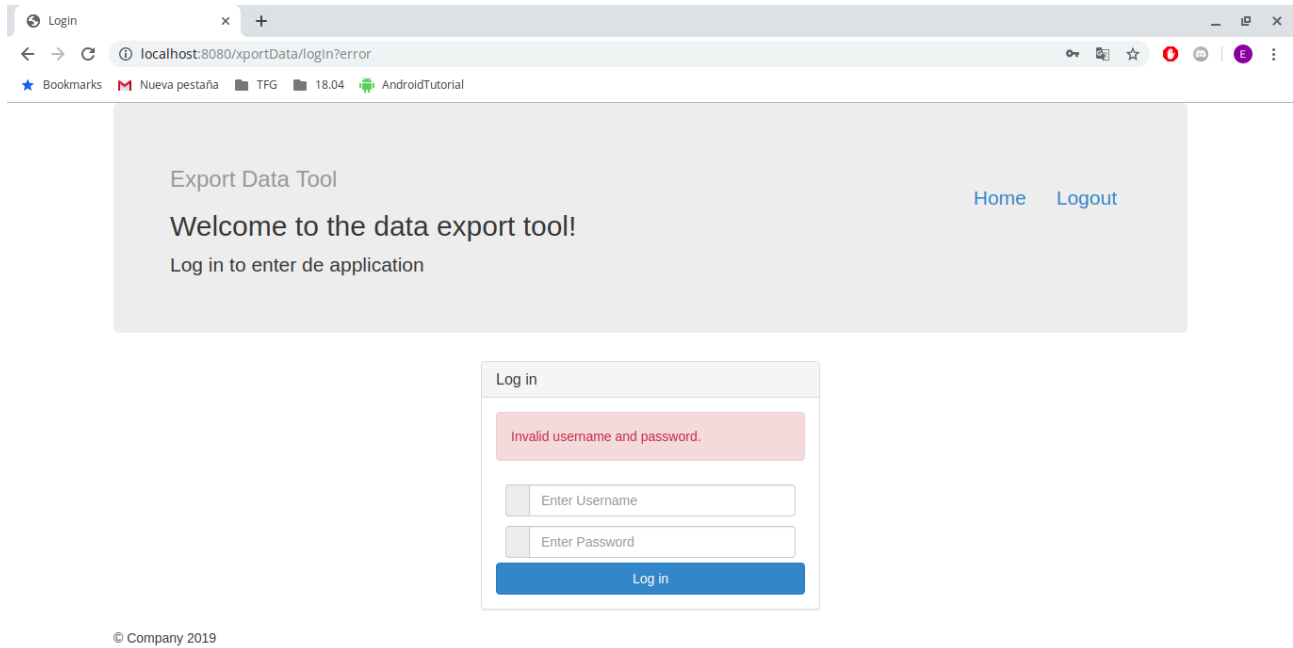 Login
localhost:8080/xportData/login?error
Bookmarks Nueva pestaña TFG 18.04 AndroidTutorial
E
Export Data Tool
Home Logout
Welcome to the data export tool!
Log in to enter de application
Log in
Invalid username and password.
Enter Username
Enter Password
Log in
© Company 2019